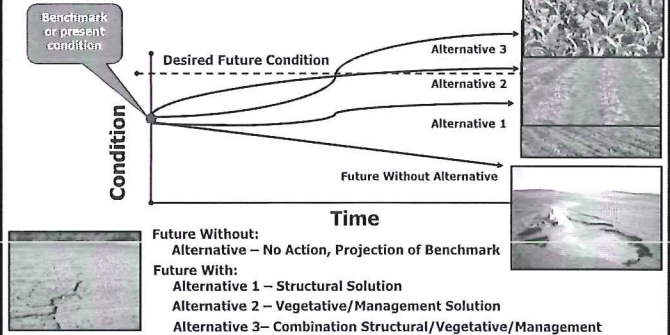 Benchmark
or present
condition
Desired Future Condition
Alternative 3
Alternative 2
Alternative 1
Future Without Alternative
Condition
Time
Future Without:
Alternative – No Action, Projection of Benchmark
Future With:
Alternative 1 – Structural Solution
Alternative 2 – Vegetative/Management Solution
Alternative 3– Combination Structural/Vegetative/Management